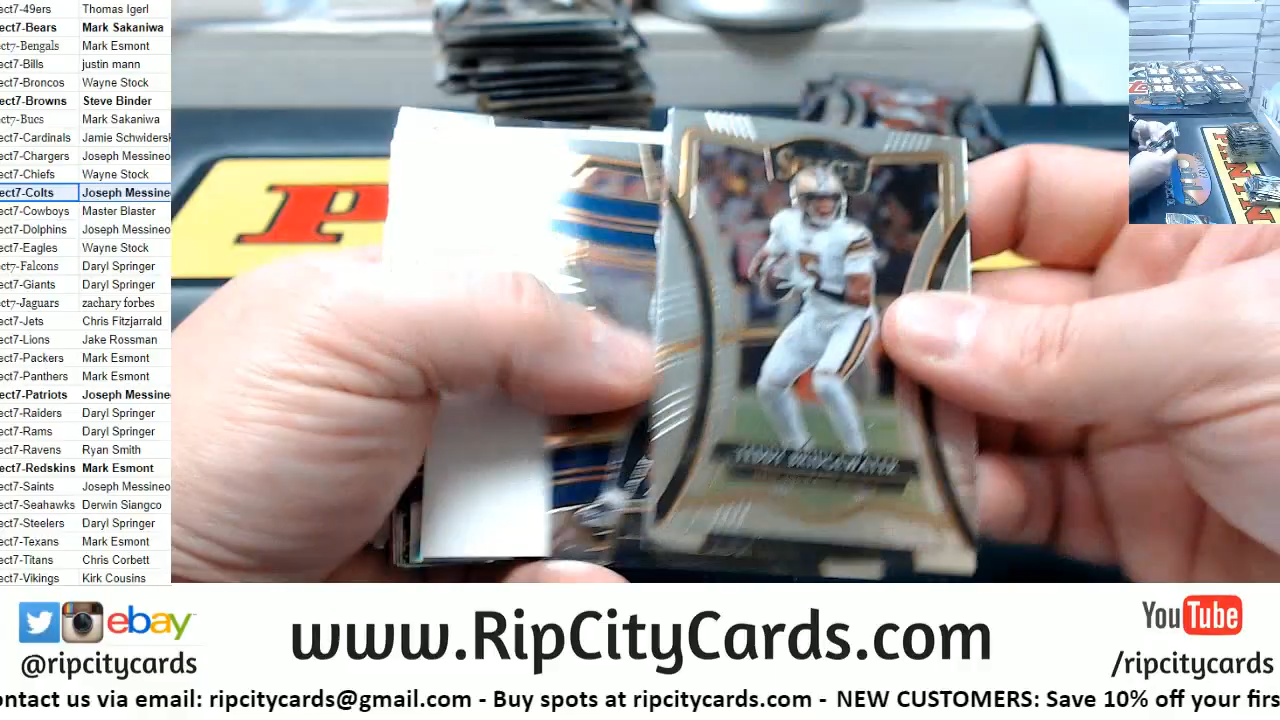 ect7-49ers Thomas Igerl
ect7-Bears Mark Sakaniwa
ect7-Bengals Mark Esmont
ect7-Bills justin mann
ect7-Broncos Wayne Stock
ect7-Browns Steve Binder
ect7-Bucs Mark Sakaniwa
ect7-Cardinals Jamie Schwidersk
ect7-Chargers Joseph Messineo
ect7-Chiefs Wayne Stock
ect7-Colts Joseph Messine
ect7-Cowboys Master Blaster
ect7-Dolphins Joseph Messineo
ect7-Eagles Wayne Stock
ect7-Falcons Daryl Springer
ect7-Giants Daryl Springer
ect7-Jaguars zachary forbes
ect7-Jets Chris Fitzjarrald
ect7-Lions Jake Rossman
ect7-Packers Mark Esmont
ect7-Panthers Mark Esmont
ect7-Patriots Joseph Messine
ect7-Raiders Daryl Springer
ect7-Rams Daryl Springer
ect7-Ravens Ryan Smith
ect7-Redskins Mark Esmont
ect7-Saints Joseph Messineo
ect7-Seahawks Derwin Siangco
ect7-Steelers Daryl Springer
ect7-Texans Mark Esmont
ect7-Titans Chris Corbett
ect7-Vikings Kirk Cousins
P
Select
TEDDY BRIDGEWATER
PANINI
ebay
@ripcitycards
www.RipCityCards.com
YouTube
/ripcitycards
ontact us via email: ripcitycards@gmail.com - Buy spots at ripcitycards.com - NEW CUSTOMERS: Save 10% off your firs